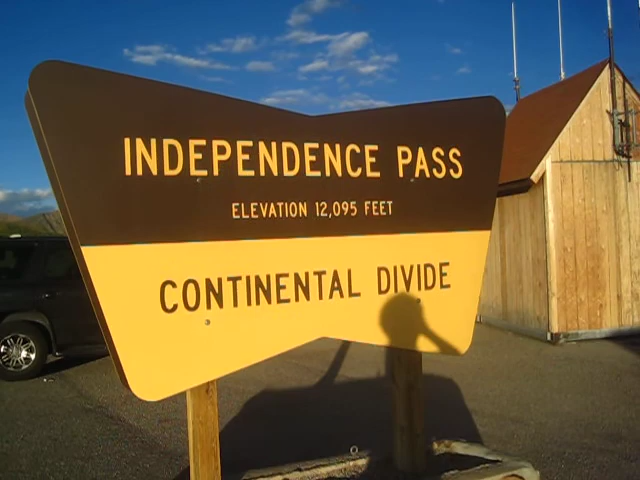 INDEPENDENCE PASS
ELEVATION 12,095 FEET
CONTINENTAL DIVIDE